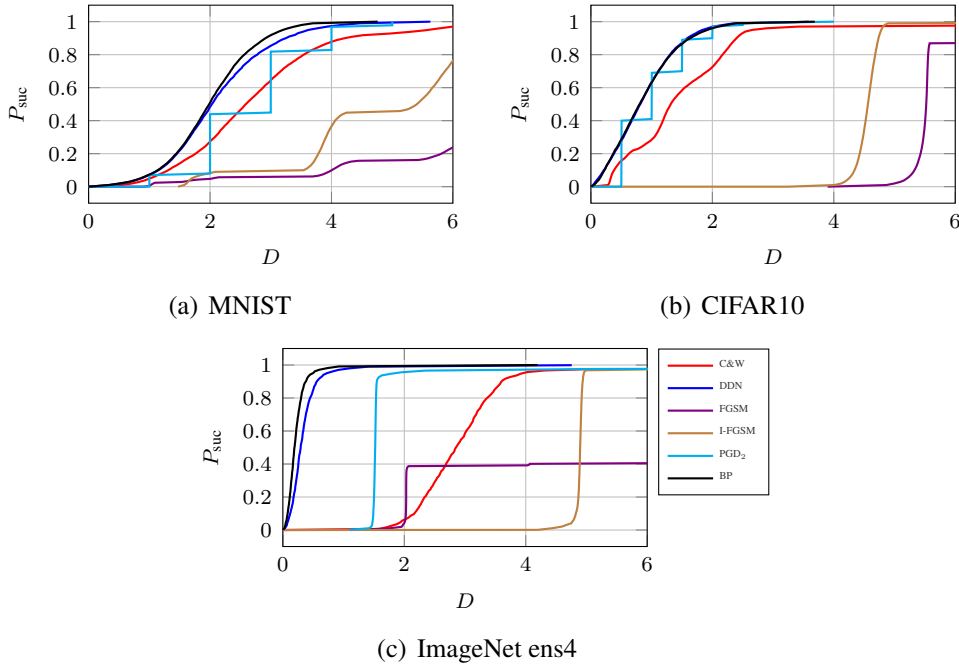 1
0.8
0.6
0.4
0.2
0
P_suc
0 2 4 6
D
(a) MNIST
1
0.8
0.6
0.4
0.2
0
P_suc
0 2 4 6
D
(b) CIFAR10
1
0.8
0.6
0.4
0.2
0
P_suc
0 2 4 6
D
C&W
DDN
FGSM
I-FGSM
PGD₂
BP
(c) ImageNet ens4